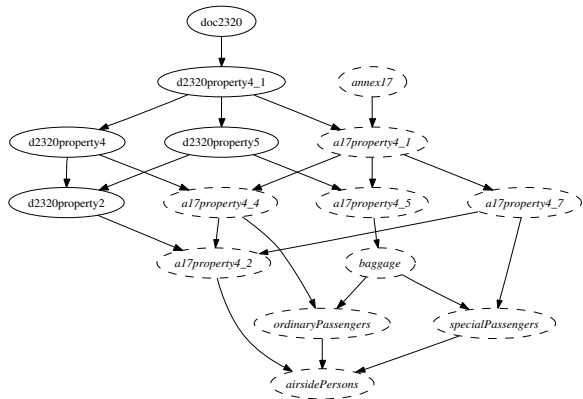 doc2320
d2320property4_1
annex17
d2320property4
d2320property5
a17property4_1
d2320property2
a17property4_4
a17property4_5
a17property4_7
a17property4_2
baggage
ordinaryPassengers
specialPassengers
airsidePersons